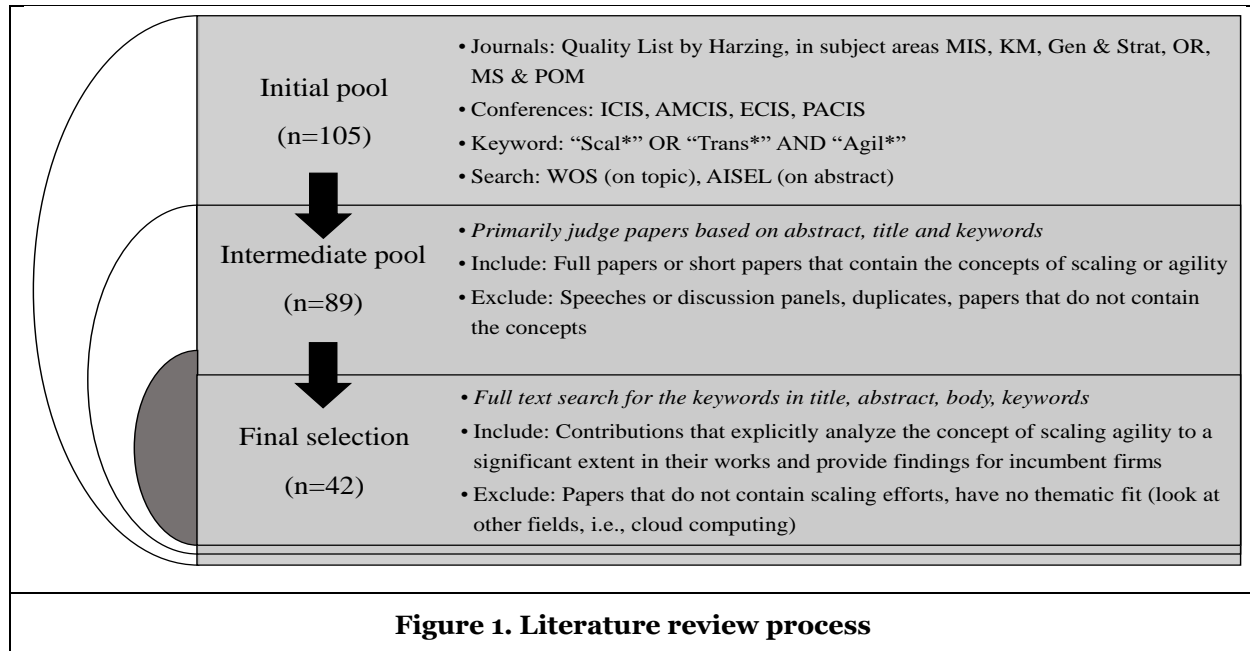 Initial pool
(n=105)
• Journals: Quality List by Harzing, in subject areas MIS, KM, Gen & Strat, OR,
MS & POM
• Conferences: ICIS, AMCIS, ECIS, PACIS
• Keyword: “Scal*” OR “Trans*” AND “Agil*”
• Search: WOS (on topic), AISEL (on abstract)
Intermediate pool
(n=89)
• Primarily judge papers based on abstract, title and keywords
• Include: Full papers or short papers that contain the concepts of scaling or agility
• Exclude: Speeches or discussion panels, duplicates, papers that do not contain
the concepts
Final selection
(n=42)
• Full text search for the keywords in title, abstract, body, keywords
• Include: Contributions that explicitly analyze the concept of scaling agility to a
significant extent in their works and provide findings for incumbent firms
• Exclude: Papers that do not contain scaling efforts, have no thematic fit (look at
other fields, i.e., cloud computing)
Figure 1. Literature review process